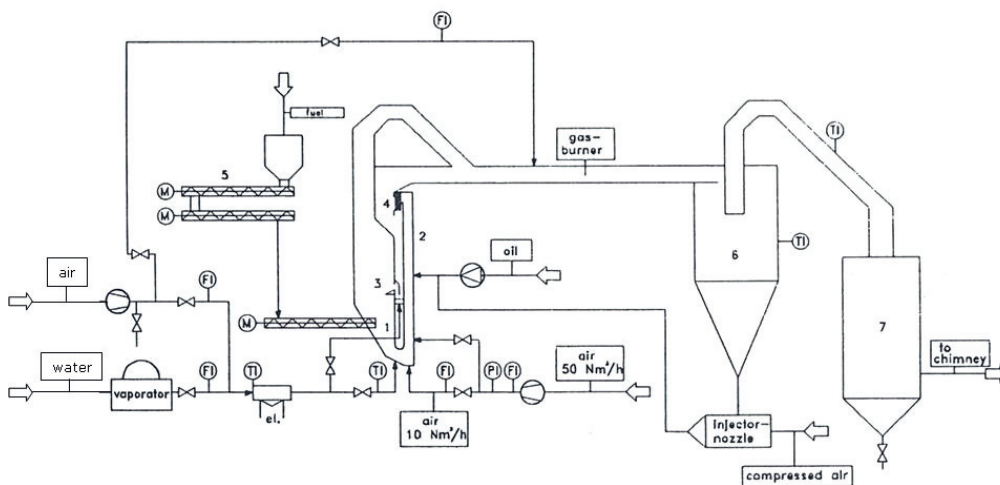 FI
fuel
gas-
burner
TI
5
M
M
4
2
oil
6
TI
air
FI
3
7
M
1
water
vaporator
FI
TI
el.
TI
FI
PI
FI
air
50 Nm³/h
to
chimney
air
10 Nm³/h
injector-
nozzle
compressed air